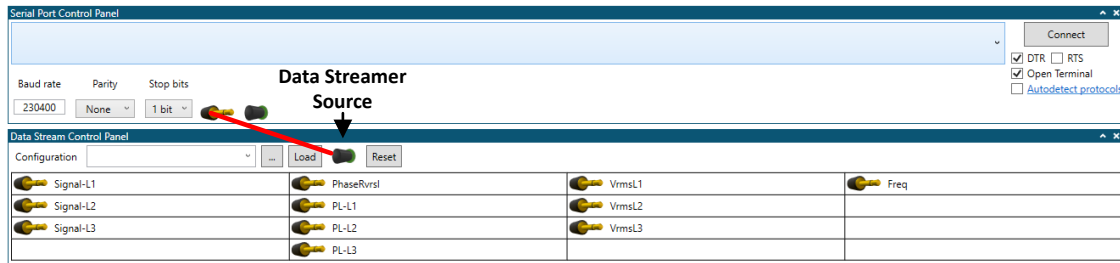 Serial Port Control Panel
Connect
DTR RTS
Open Terminal
Autodetect protocols
Baud rate Parity Stop bits
230400 None 1 bit
Data Streamer
Source
Data Stream Control Panel
Configuration ... Load Reset
Signal-L1 PhaseRvrsl VrmsL1 Freq
Signal-L2 PL-L1 VrmsL2
Signal-L3 PL-L2 VrmsL3
PL-L3